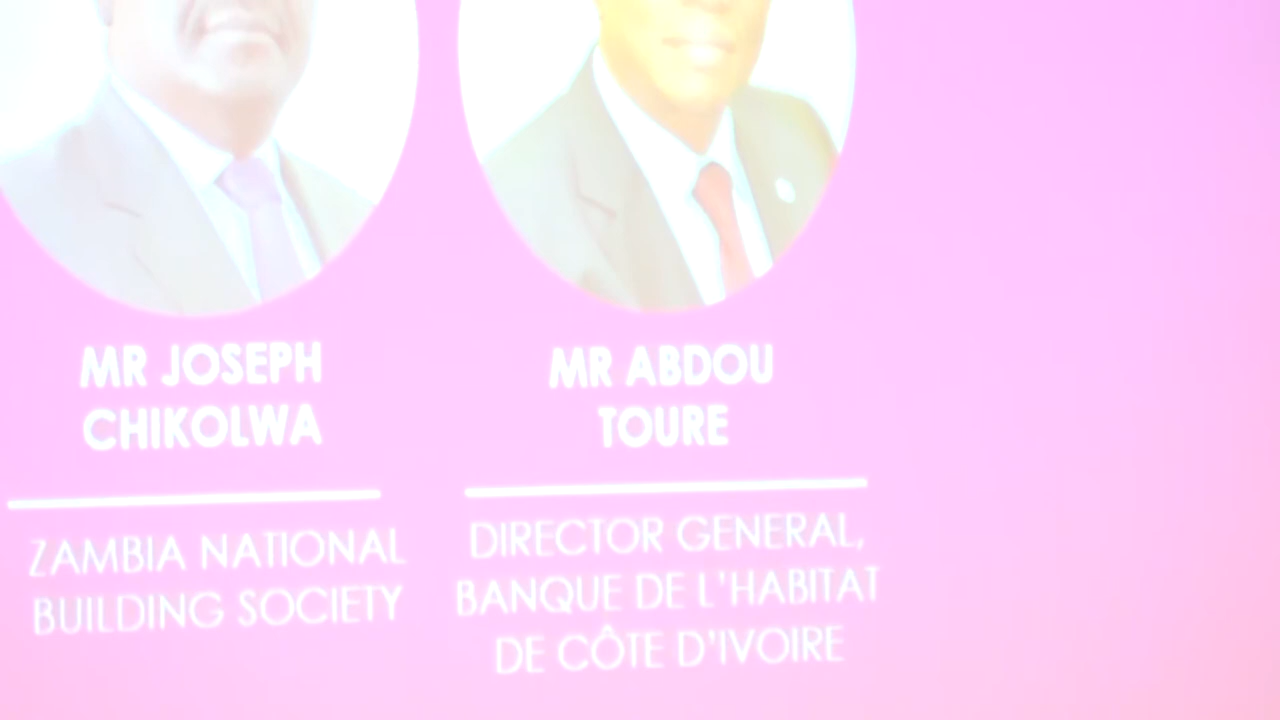 MR JOSEPH
CHIKOLWA
ZAMBIA NATIONAL
BUILDING SOCIETY
MR ABDOU
TOURE
DIRECTOR GENERAL,
BANQUE DE L'HABITAT
DE CÔTE D'IVOIRE